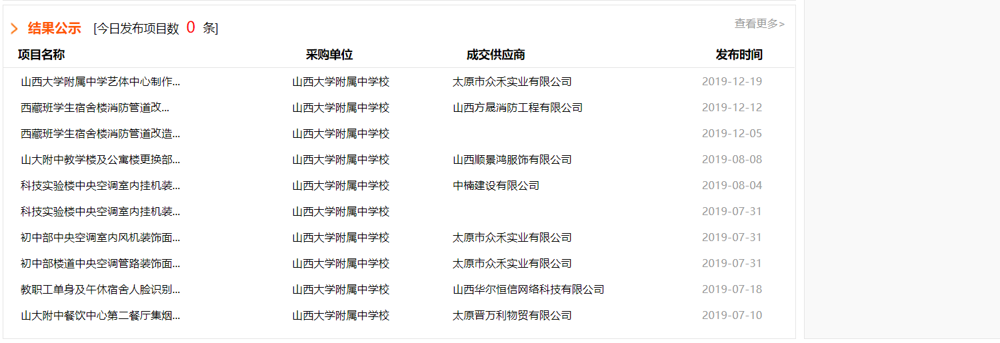 结果公示 [今日发布项目数 0 条] 查看更多>
项目名称 采购单位 成交供应商 发布时间
山西大学附属中学艺体中心制作... 山西大学附属中学校 太原市众禾实业有限公司 2019-12-19
西藏班学生宿舍楼消防管道改... 山西大学附属中学校 山西方晟消防工程有限公司 2019-12-12
西藏班学生宿舍楼消防管道改造... 山西大学附属中学校 2019-12-05
山大附中教学楼及公寓楼更换部... 山西大学附属中学校 山西顺景鸿服饰有限公司 2019-08-08
科技实验楼中央空调室内挂机装... 山西大学附属中学校 中楠建设有限公司 2019-08-04
科技实验楼中央空调室内挂机装... 山西大学附属中学校 2019-07-31
初中部中央空调室内风机装饰面... 山西大学附属中学校 太原市众禾实业有限公司 2019-07-31
初中部楼道中央空调管路装饰面... 山西大学附属中学校 太原市众禾实业有限公司 2019-07-31
教职工单身及午休宿舍人脸识别... 山西大学附属中学校 山西华尔恒信网络科技有限公司 2019-07-18
山大附中餐饮中心第二餐厅集烟... 山西大学附属中学校 太原晋万利物贸有限公司 2019-07-10